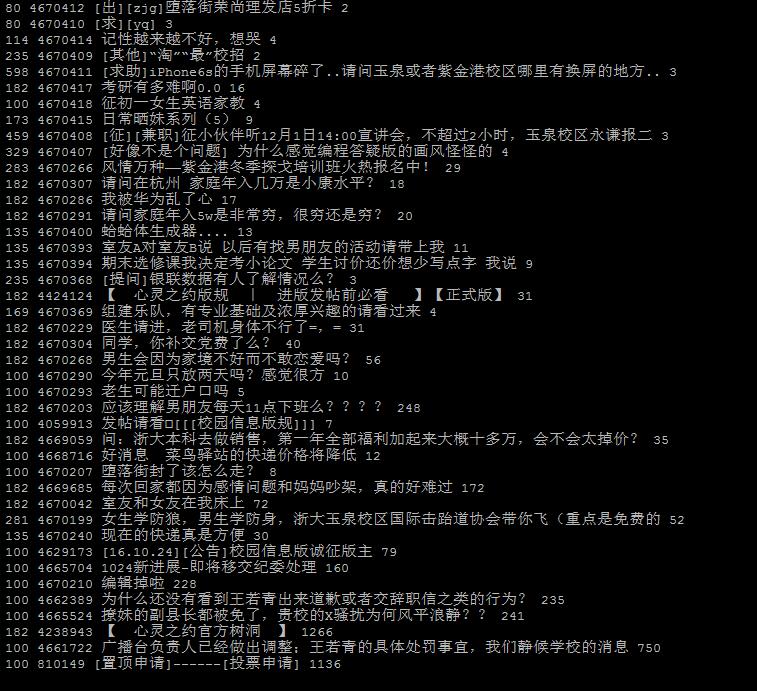 80 4670412 [出][zjg]堕落街荣尚理发店5折卡 2
80 4670410 [求][yq] 3
114 4670414 记性越来越不好，想哭 4
235 4670409 [其他]“淘”“最”校招 2
598 4670411 [求助]iPhone6s的手机屏幕碎了..请问玉泉或者紫金港校区哪里有换屏的地方.. 3
182 4670417 考研有多难啊0.0 16
100 4670418 征初一女生英语家教 4
173 4670415 日常晒妹系列（5） 9
459 4670408 [征][兼职]征小伙伴听12月1日14:00宣讲会，不超过2小时，玉泉校区永谦报二 3
329 4670407 [好像不是个问题] 为什么感觉编程答疑版的画风怪怪的 4
283 4670266 风情万种——紫金港冬季探戈培训班火热报名中！ 29
182 4670307 请问在杭州 家庭年入几万是小康水平？ 18
182 4670286 我被华为乱了心 17
182 4670291 请问家庭年入5w是非常穷，很穷还是穷？ 20
135 4670400 蛤蛤体生成器.... 13
135 4670393 室友A对室友B说 以后有找男朋友的活动请带上我 11
135 4670394 期末选修课我决定考小论文 学生讨价还价想少写点字 我说 9
235 4670368 [提问]银联数据有人了解情况么？ 3
182 4424124 【 心灵之约版规 | 进版发帖前必看 】【正式版】 31
169 4670369 组建乐队，有专业基础及浓厚兴趣的请看过来 4
182 4670229 医生请进，老司机身体不行了=，= 31
182 4670304 同学，你补交党费了么？ 40
182 4670268 男生会因为家境不好而不敢恋爱吗？ 56
100 4670290 今年元旦只放两天吗？感觉很方 10
100 4670293 老生可能迁户口吗 5
182 4670203 应该理解男朋友每天11点下班么？？？？ 248
100 4059913 发帖请看□[[[校园信息版规]]] 7
182 4669059 问：浙大本科去做销售，第一年全部福利加起来大概十多万，会不会太掉价？ 35
100 4668716 好消息 菜鸟驿站的快递价格将降低 12
100 4670207 堕落街封了该怎么走？ 8
182 4669685 每次回家都因为感情问题和妈妈吵架，真的好难过 172
182 4670042 室友和女友在我床上 72
281 4670199 女生学防狼，男生学防身，浙大玉泉校区国际击跆道协会带你飞（重点是免费的 52
135 4670240 现在的快递真是方便 30
100 4629173 [16.10.24][公告]校园信息版诚征版主 79
100 4665704 1024新进展-即将移交纪委处理 160
100 4670210 编辑掉啦 228
100 4662389 为什么还没有看到王若青出来道歉或者交辞职信之类的行为？ 235
100 4665524 撩妹的副县长都被免了，贵校的x骚扰为何风平浪静？？ 241
182 4238943 【 心灵之约官方树洞 】 1266
100 4661722 广播台负责人已经做出调整；王若青的具体处罚事宜，我们静候学校的消息 750
100 810149 [置顶申请]------[投票申请] 1136